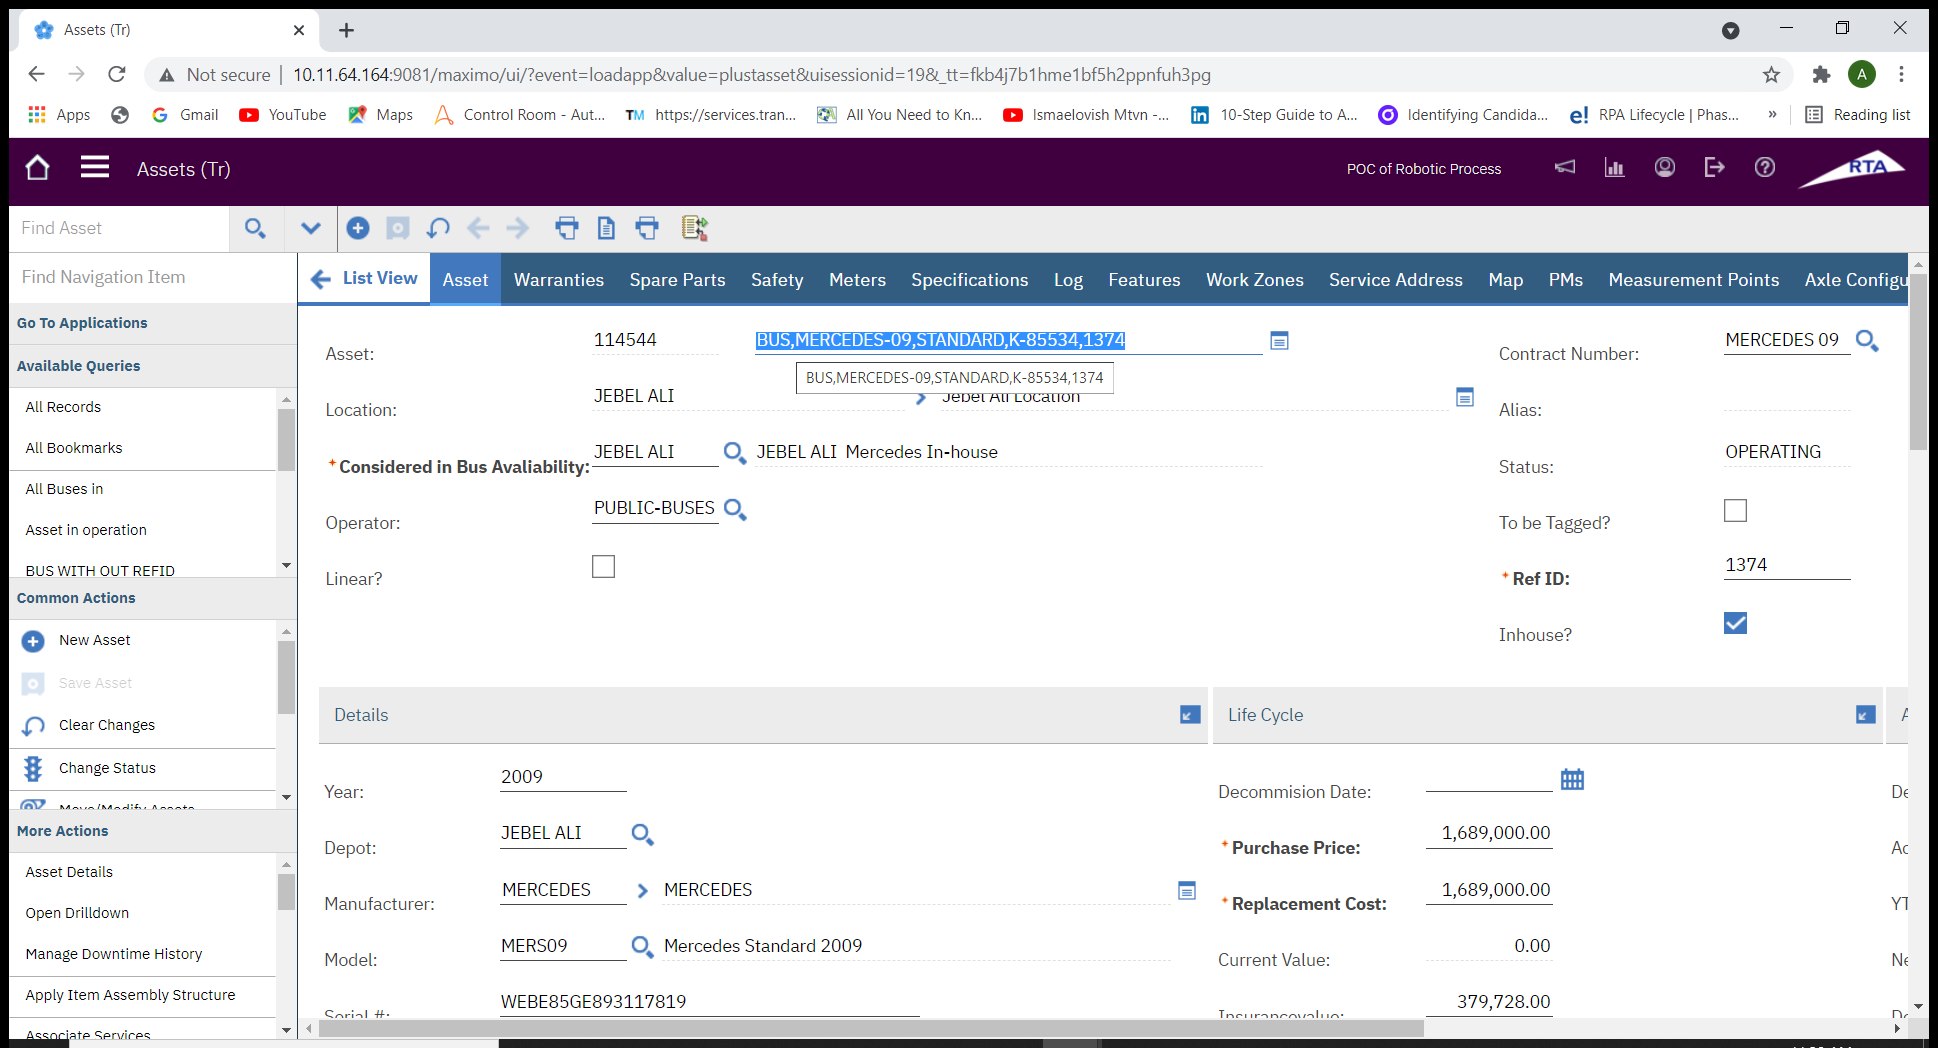 Assets (Tr)
Not secure | 10.11.64.164:9081/maximo/ui/?event=loadapp&value=plustasset&uisessionid=19&_tt=fkb4j7b1hme1bf5h2ppnfuh3pg
A
Apps Gmail YouTube Maps Control Room - Aut... TM https://services.tran... All You Need to Kn... Ismaelovish Mtvn -... 10-Step Guide to A... Identifying Candida... e! RPA Lifecycle | Phas... » Reading list
Assets (Tr) POC of Robotic Process RTA
Find Asset
Find Navigation Item
List View Asset Warranties Spare Parts Safety Meters Specifications Log Features Work Zones Service Address Map PMs Measurement Points Axle Configu
Go To Applications
Available Queries
All Records
All Bookmarks
All Buses in
Asset in operation
BUS WITH OUT REFID
Common Actions
New Asset
Save Asset
Clear Changes
Change Status
Move/Modify Assets
More Actions
Asset Details
Open Drilldown
Manage Downtime History
Apply Item Assembly Structure
Associate Services
Asset: 114544 BUS,MERCEDES-09,STANDARD,K-85534,1374
BUS,MERCEDES-09,STANDARD,K-85534,1374
Location: JEBEL ALI Jebel Ali Location
* Considered in Bus Avaliability: JEBEL ALI JEBEL ALI Mercedes In-house
Operator: PUBLIC-BUSES
Linear?
Contract Number: MERCEDES 09
Alias:
Status: OPERATING
To be Tagged?
* Ref ID: 1374
Inhouse?
Details
Year: 2009
Depot: JEBEL ALI
Manufacturer: MERCEDES MERCEDES
Model: MERS09 Mercedes Standard 2009
Serial #: WEBE85GE893117819
Life Cycle
Decommision Date:
* Purchase Price: 1,689,000.00
* Replacement Cost: 1,689,000.00
Current Value: 0.00
Insurancevalue: 379,728.00
A
De
Ac
YT
Ne